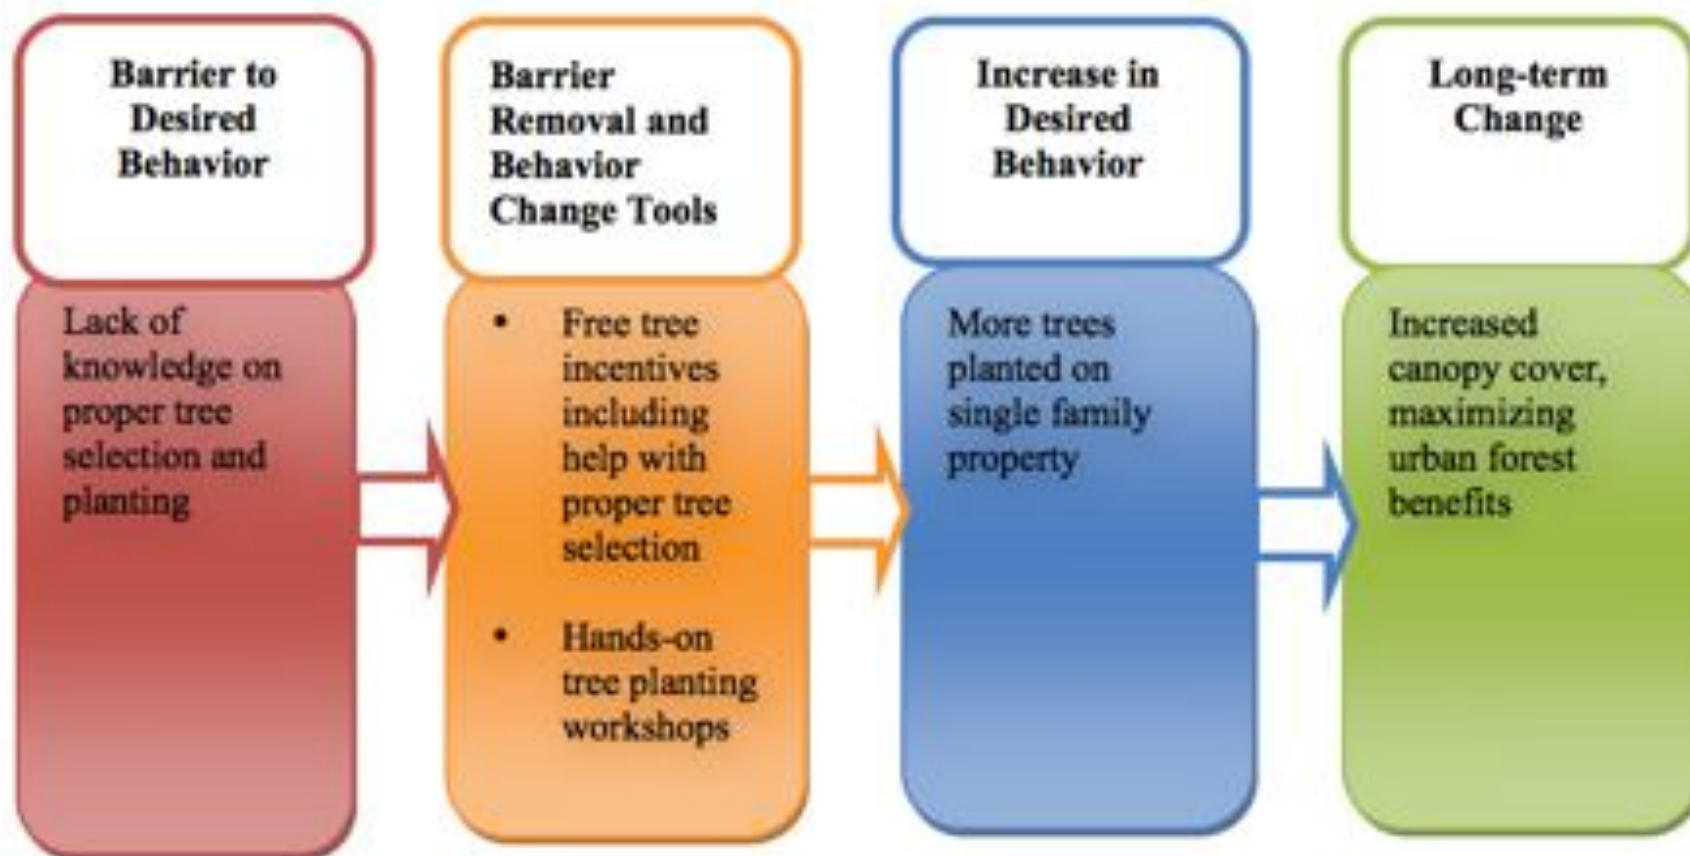 Barrier to
Desired
Behavior
Lack of
knowledge on
proper tree
selection and
planting
Barrier
Removal and
Behavior
Change Tools
• Free tree
incentives
including
help with
proper tree
selection
• Hands-on
tree planting
workshops
Increase in
Desired
Behavior
More trees
planted on
single family
property
Long-term
Change
Increased
canopy cover,
maximizing
urban forest
benefits